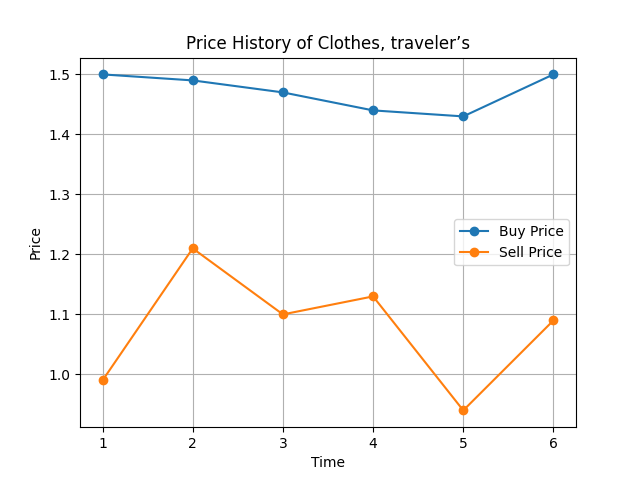 Price History of Clothes, traveler’s
1.5
1.4
1.3
1.2
1.1
1.0
Price
Buy Price
Sell Price
1 2 3 4 5 6
Time